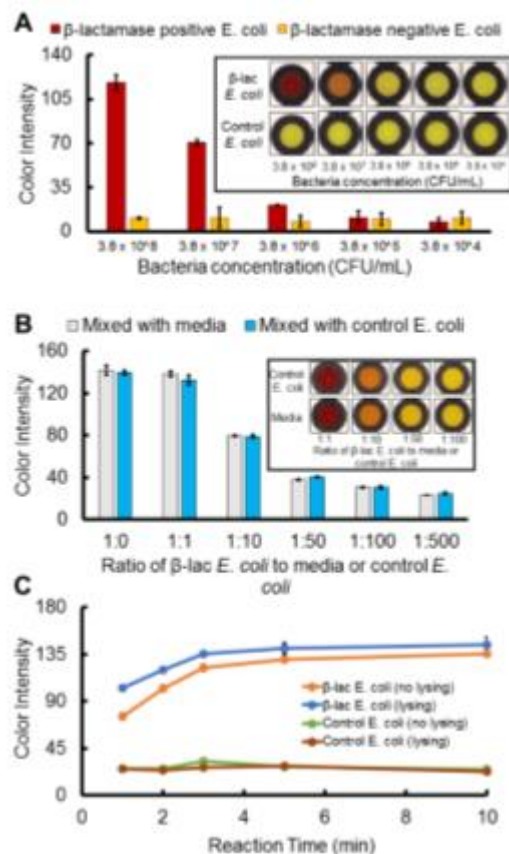 A
β-lactamase positive E. coli
β-lactamase negative E. coli
Color Intensity
135
105
70
35
0
β-lac
E. coli
Control
E. coli
Bacteria concentration (CFU/mL)
3.8 x 10^8
3.8 x 10^7
3.8 x 10^6
3.8 x 10^5
3.8 x 10^4
Bacteria concentration (CFU/mL)
B
Mixed with media
Mixed with control E. coli
Color Intensity
160
120
80
40
0
Control
E. coli
Media
1:1
1:10
1:50
1:100
Ratio of β-lac E. coli to media or
control E. coli
1:0
1:1
1:10
1:50
1:100
1:500
Ratio of β-lac E. coli to media or control E.
coli
C
Color Intensity
180
135
90
45
0
β-lac E. coli (no lysing)
β-lac E. coli (lysing)
Control E. coli (no lysing)
Control E. coli (lysing)
0
2
4
6
8
10
Reaction Time (min)